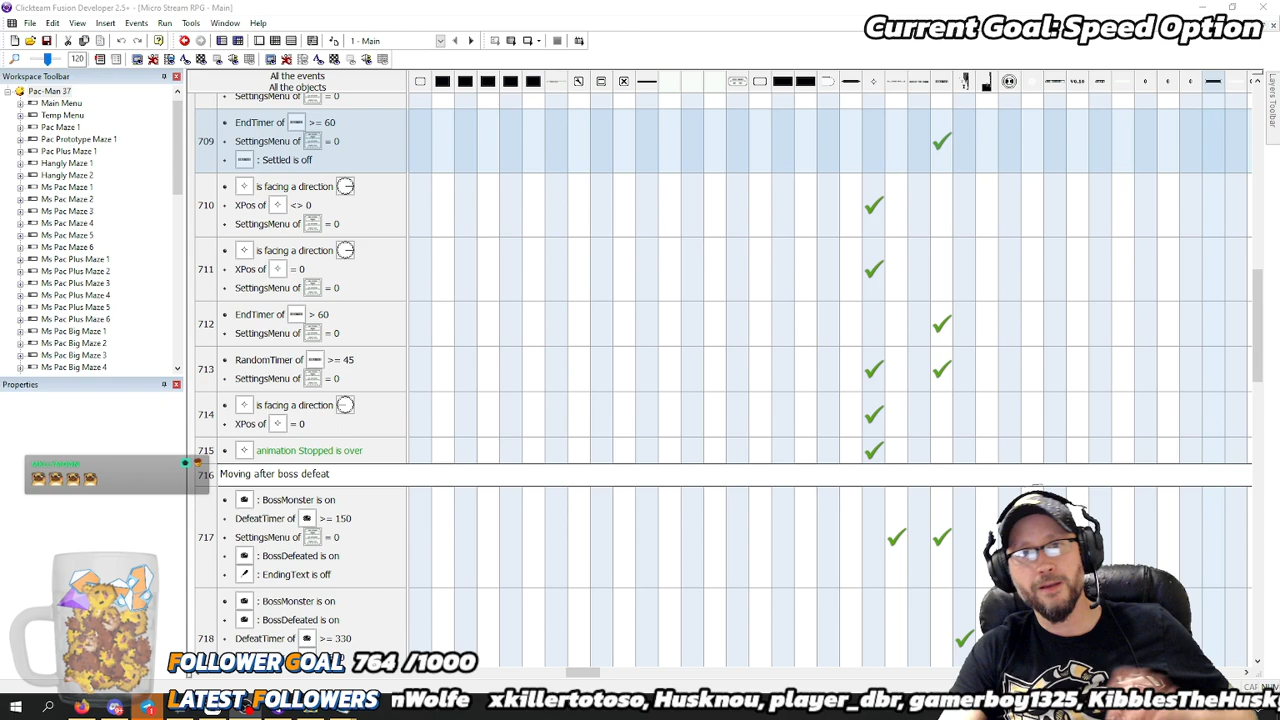 Clickteam Fusion Developer 2.5+ - [Micro Stream RPG - Main]
File Edit View Insert Events Run Tools Window Help
Current Goal: Speed Option
1 - Main
120
Workspace Toolbar
Pac-Man 37
Main Menu
Temp Menu
Pac Maze 1
Pac Prototype Maze 1
Pac Plus Maze 1
Hangly Maze 1
Hangly Maze 2
Ms Pac Maze 1
Ms Pac Maze 2
Ms Pac Maze 3
Ms Pac Maze 4
Ms Pac Maze 5
Ms Pac Maze 6
Ms Pac Plus Maze 1
Ms Pac Plus Maze 2
Ms Pac Plus Maze 3
Ms Pac Plus Maze 4
Ms Pac Plus Maze 5
Ms Pac Plus Maze 6
Ms Pac Big Maze 1
Ms Pac Big Maze 2
Ms Pac Big Maze 3
Ms Pac Big Maze 4
Properties
All the events
All the objects
Layers Toolbar
SettingsMenu of = 0
709
EndTimer of >= 60
SettingsMenu of = 0
: Settled is off
710
is facing a direction
XPos of <> 0
SettingsMenu of = 0
711
is facing a direction
XPos of = 0
SettingsMenu of = 0
712
EndTimer of > 60
SettingsMenu of = 0
713
RandomTimer of >= 45
SettingsMenu of = 0
714
is facing a direction
XPos of = 0
715
animation Stopped is over
716
Moving after boss defeat
717
: BossMonster is on
DefeatTimer of >= 150
SettingsMenu of = 0
: BossDefeated is on
: EndingText is off
718
: BossMonster is on
: BossDefeated is on
DefeatTimer of >= 330
Follower Goal 764 /1000
Latest Followers nWolfe xkillertotoso, Husknou, player_dbr, gamerboy1325, KibblesTheHusk